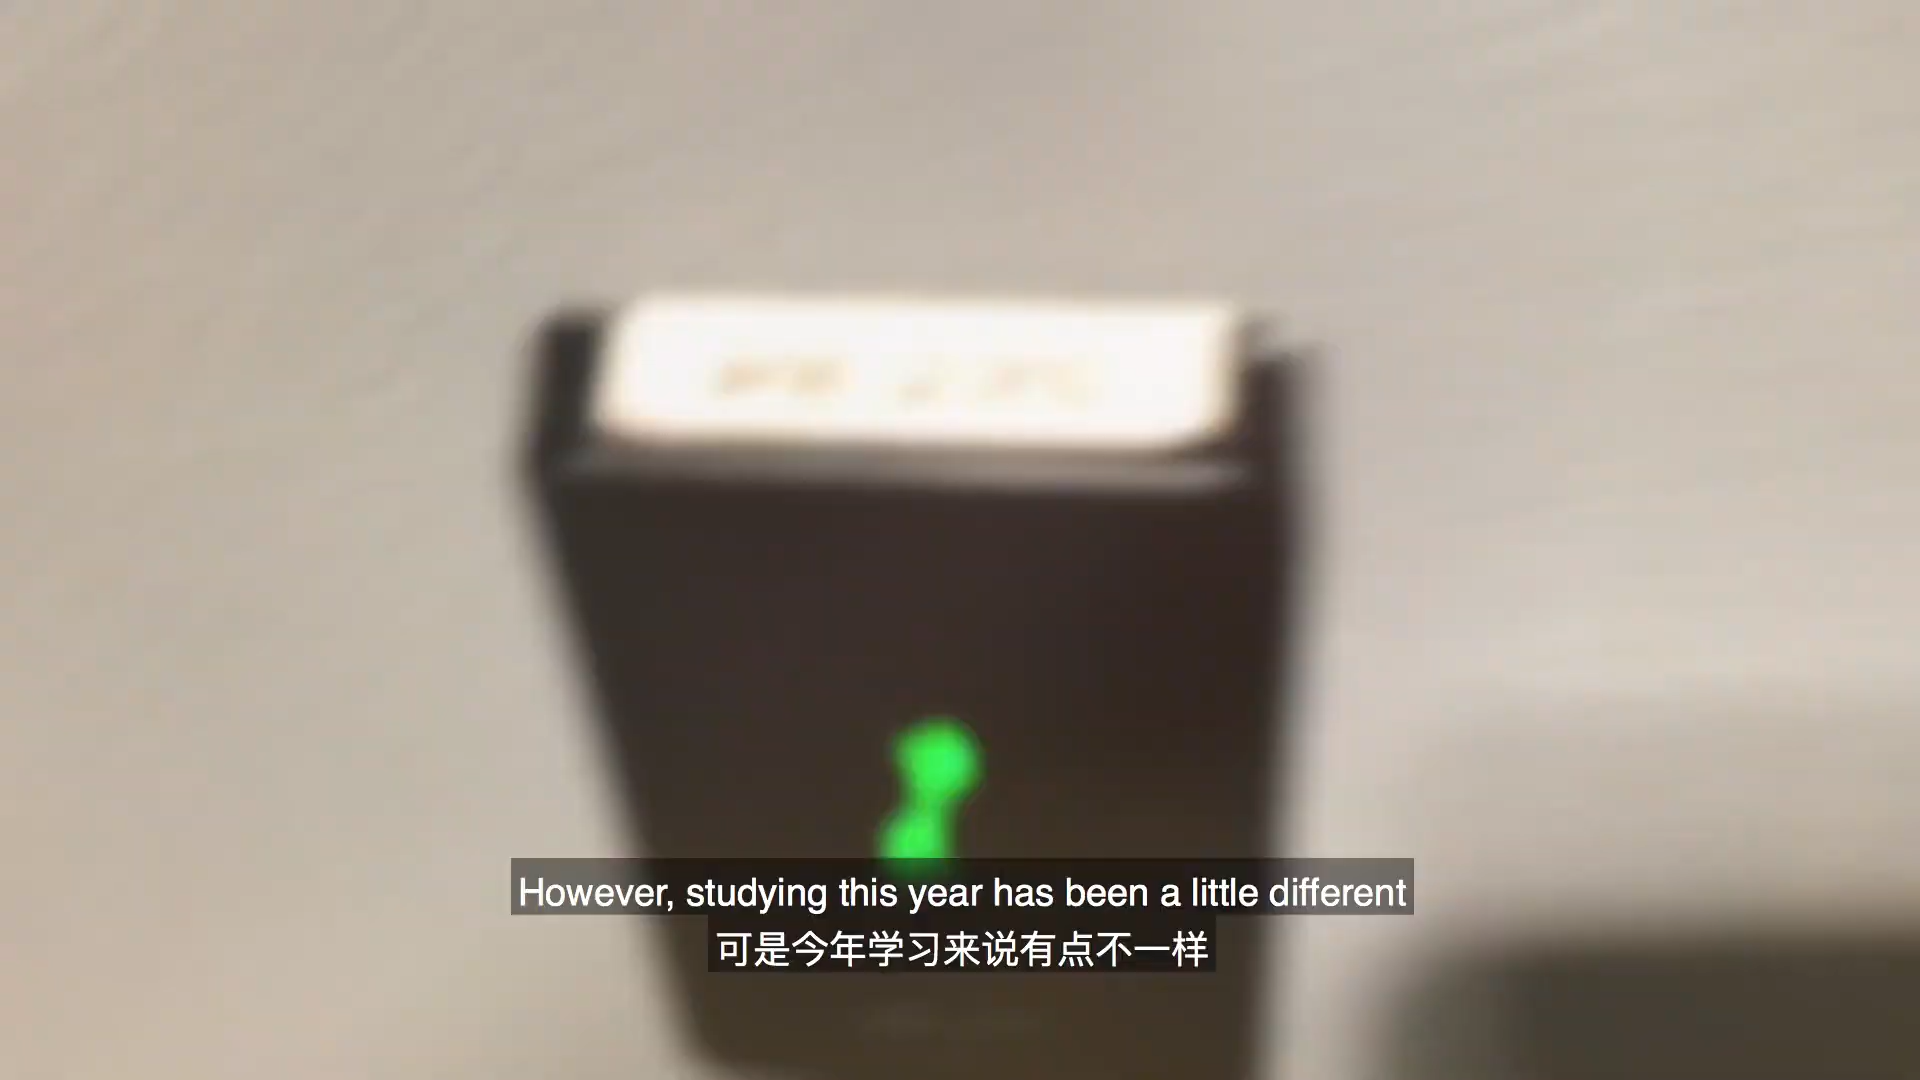 However, studying this year has been a little different
可是今年学习来说有点不一样